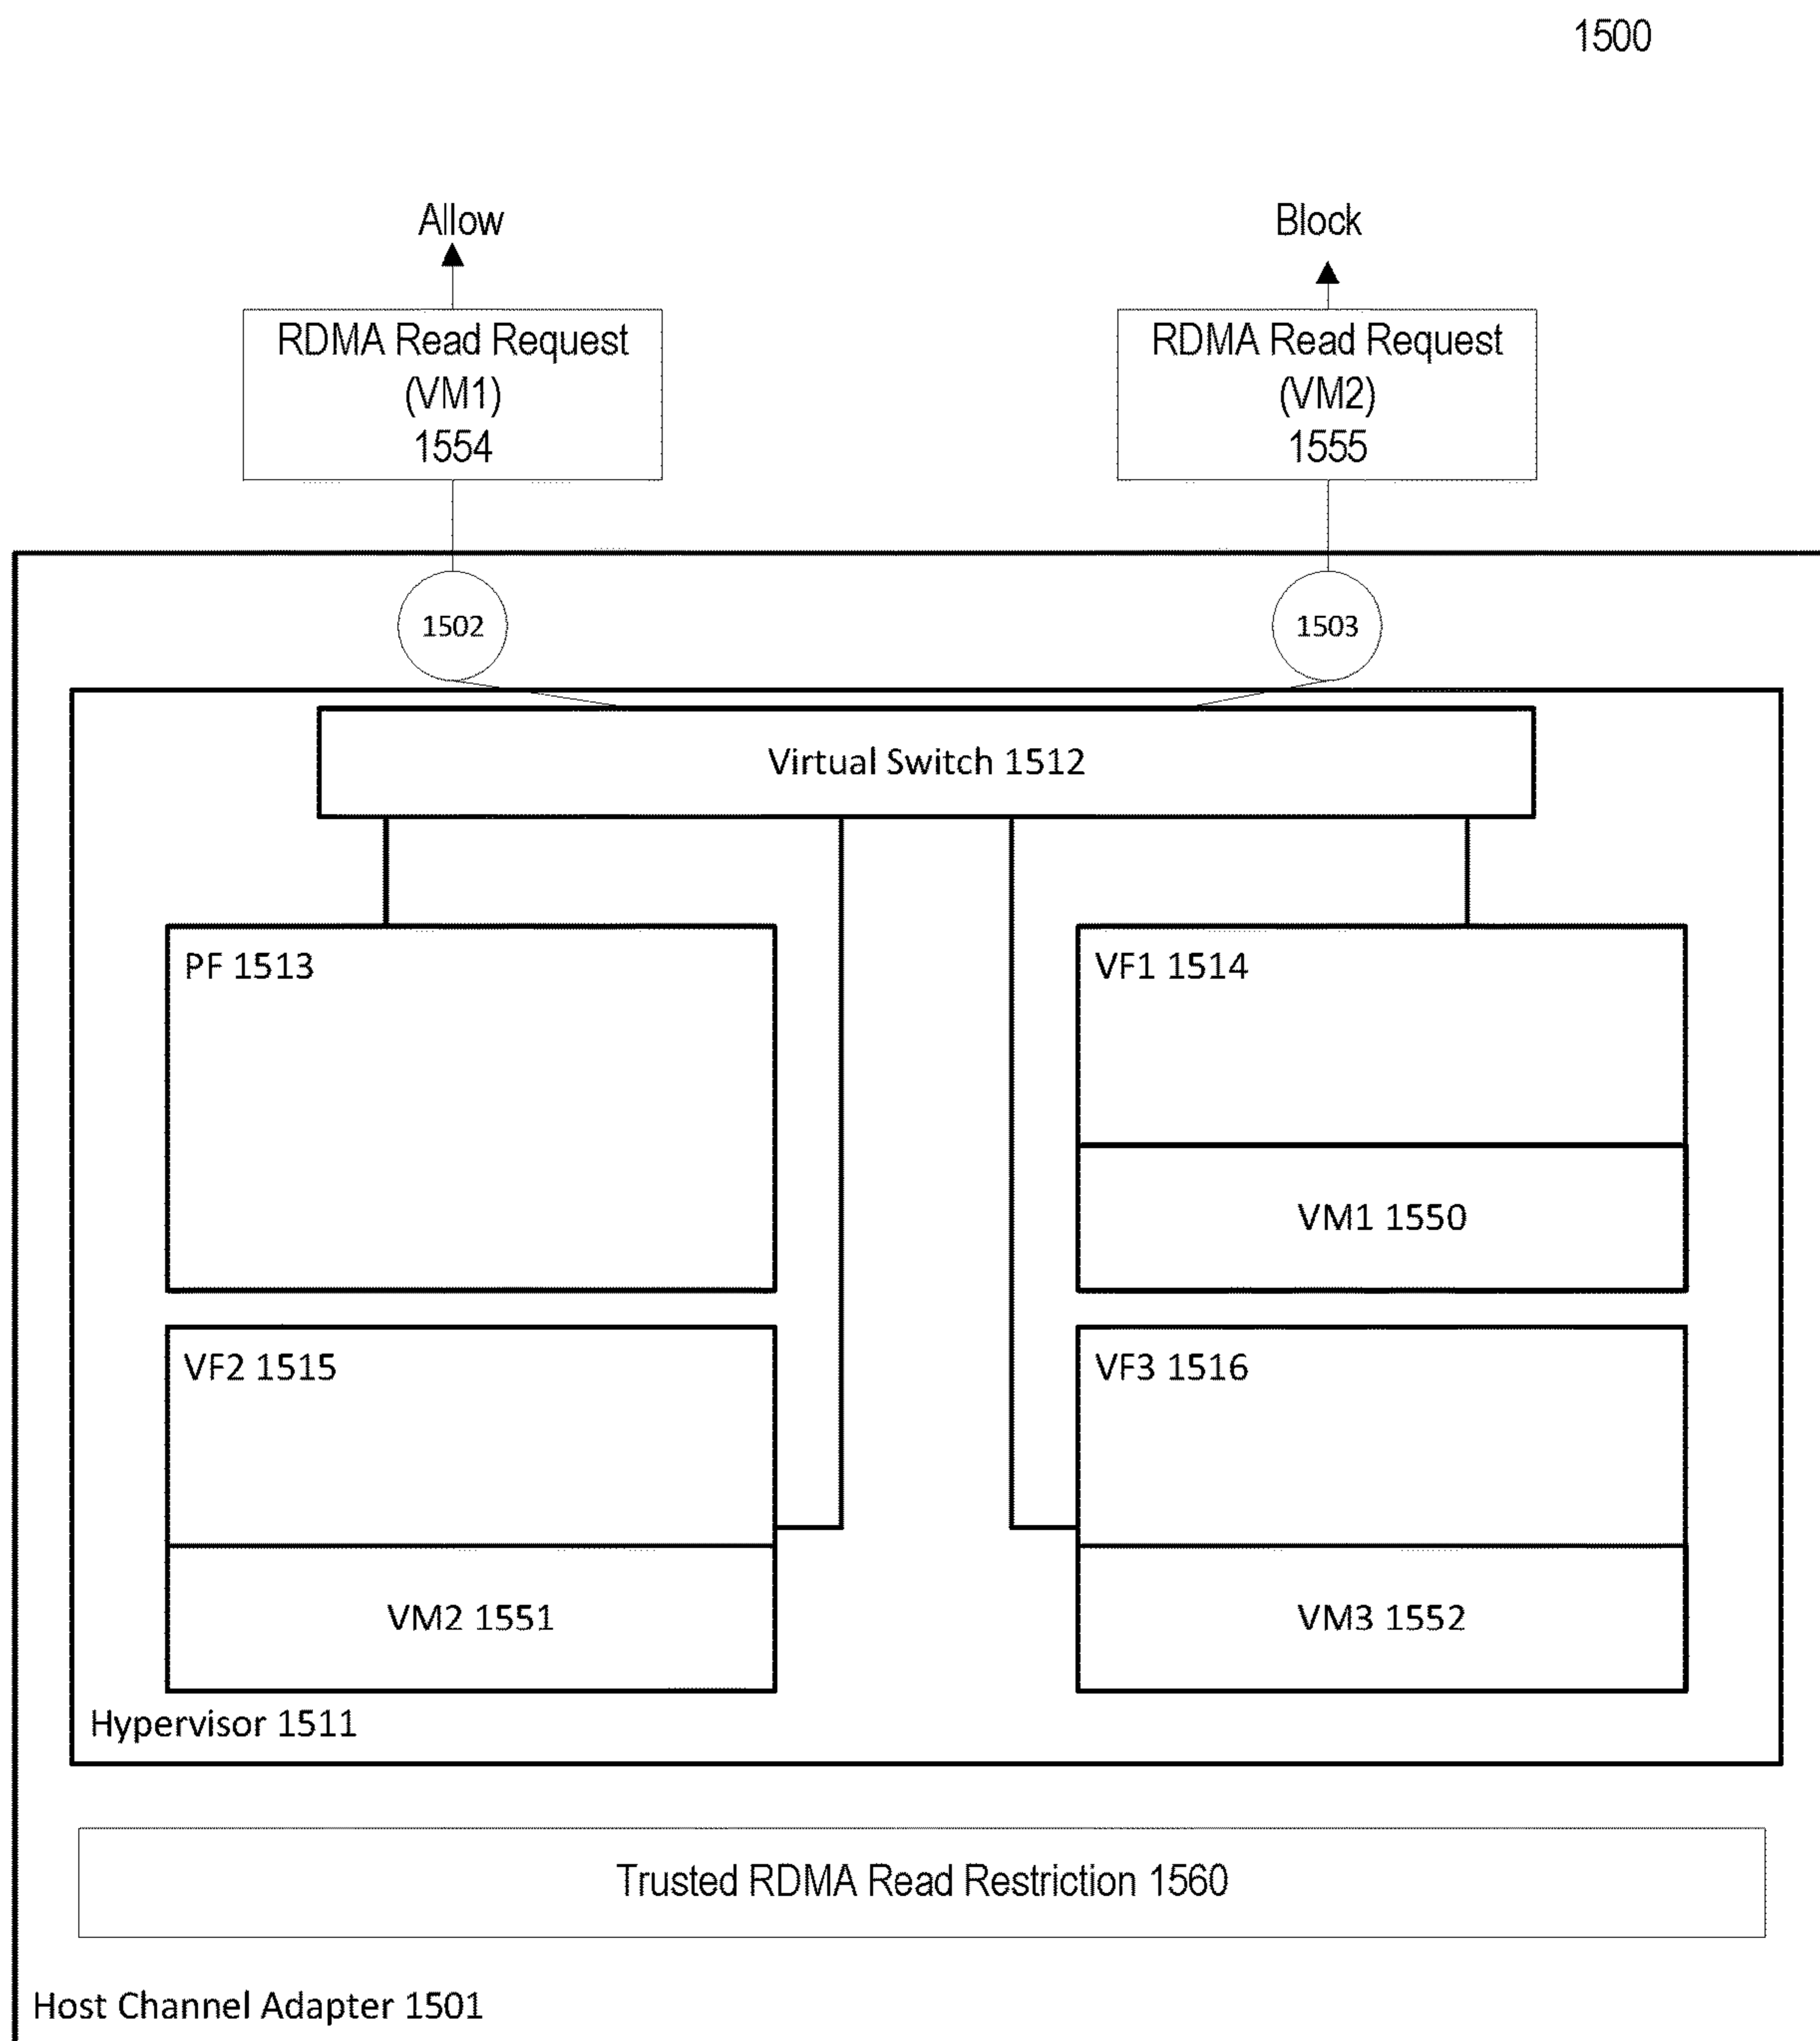 1500
Allow
Block
RDMA Read Request
(VM1)
1554
RDMA Read Request
(VM2)
1555
1502
1503
Virtual Switch 1512
PF 1513
VF1 1514
VM1 1550
VF2 1515
VF3 1516
VM2 1551
VM3 1552
Hypervisor 1511
Trusted RDMA Read Restriction 1560
Host Channel Adapter 1501